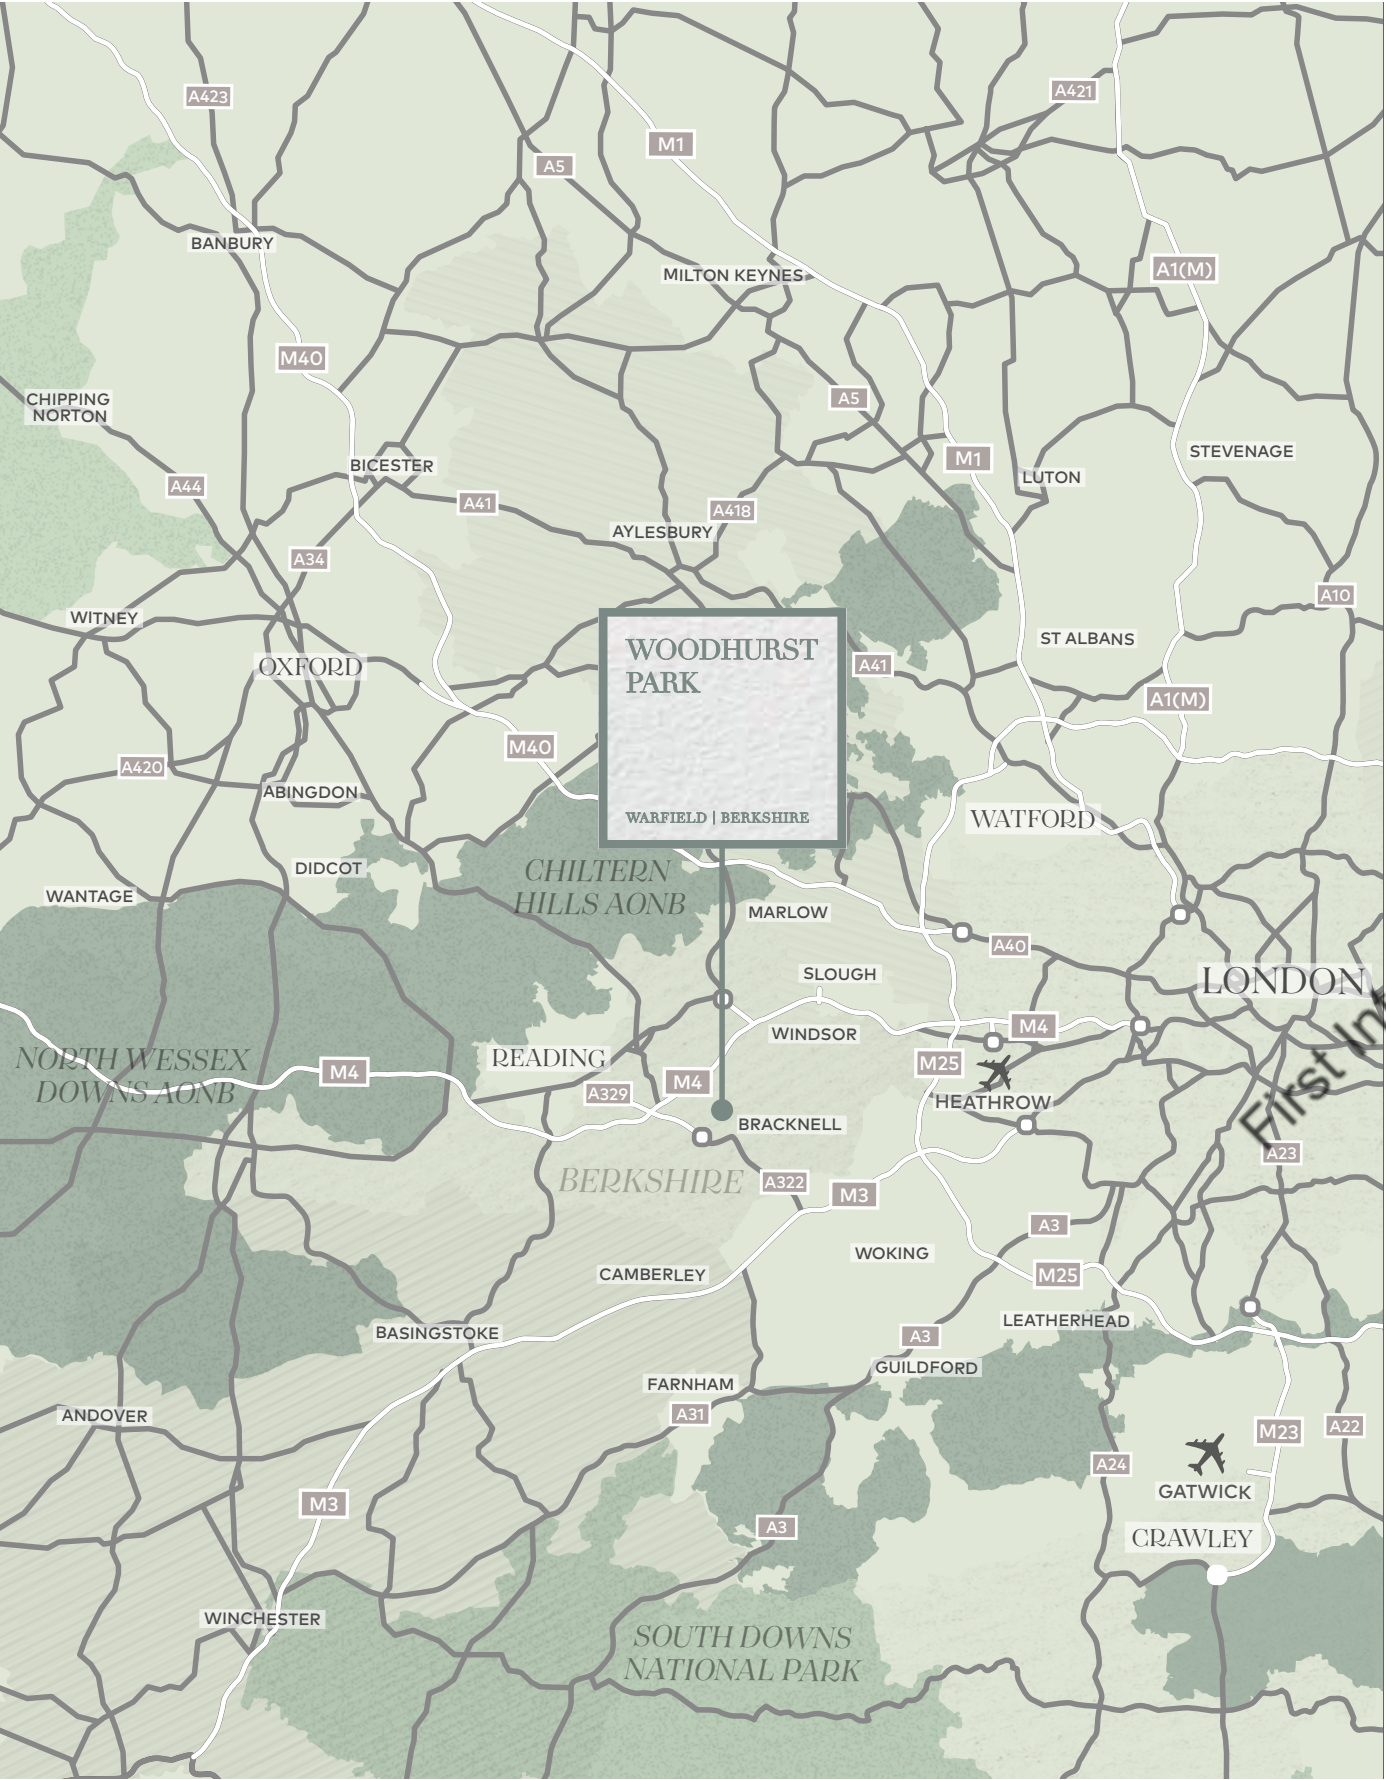 A423
A421
M1
A5
BANBURY
A1(M)
MILTON KEYNES
M40
A5
CHIPPING
NORTON
STEVENAGE
M1
BICESTER
LUTON
A44
A41
A418
AYLESBURY
A34
A10
WITNEY
ST ALBANS
WOODHURST
PARK
OXFORD
A41
A1(M)
M40
A420
ABINGDON
WARFIELD | BERKSHIRE
WATFORD
DIDCOT
CHILTERN
HILLS AONB
WANTAGE
MARLOW
A40
SLOUGH
LONDON
WINDSOR
M4
First In
NORTH WESSEX
DOWNS AONB
READING
M4
M25
M4
A329
HEATHROW
BRACKNELL
A23
BERKSHIRE
A322
M3
A3
WOKING
CAMBERLEY
M25
LEATHERHEAD
BASINGSTOKE
A3
GUILDFORD
FARNHAM
ANDOVER
A31
M23
A22
A24
GATWICK
M3
A3
CRAWLEY
WINCHESTER
SOUTH DOWNS
NATIONAL PARK